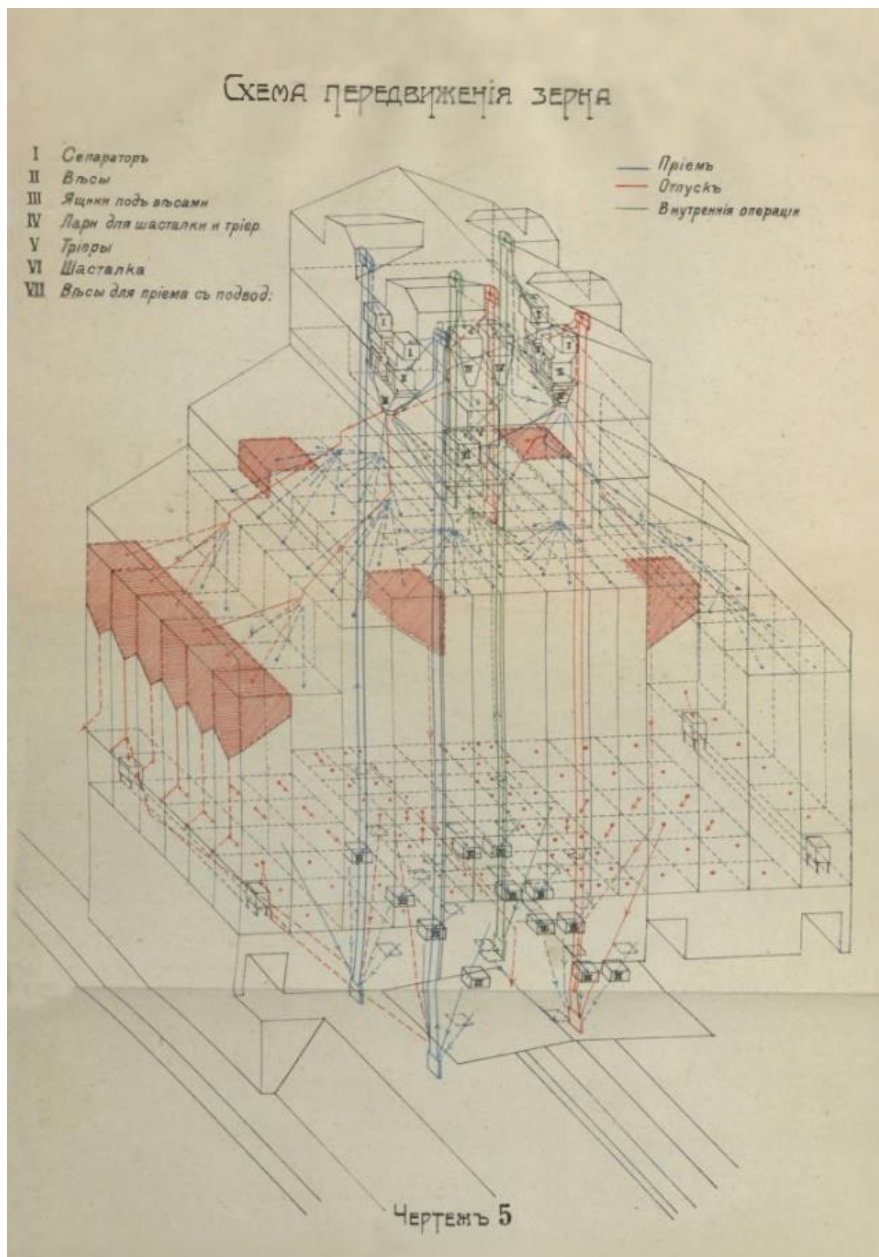 Схема передвиженія зерна
I Сепараторъ
II Вѣсы
III Ящики подъ вѣсами
IV Лари для шасталки и тріер.
V Тріеры
VI Шасталка
VII Вѣсы для пріема съ подвод:
Пріемъ
Отпускъ
Внутреннія операціи
Чертежъ 5